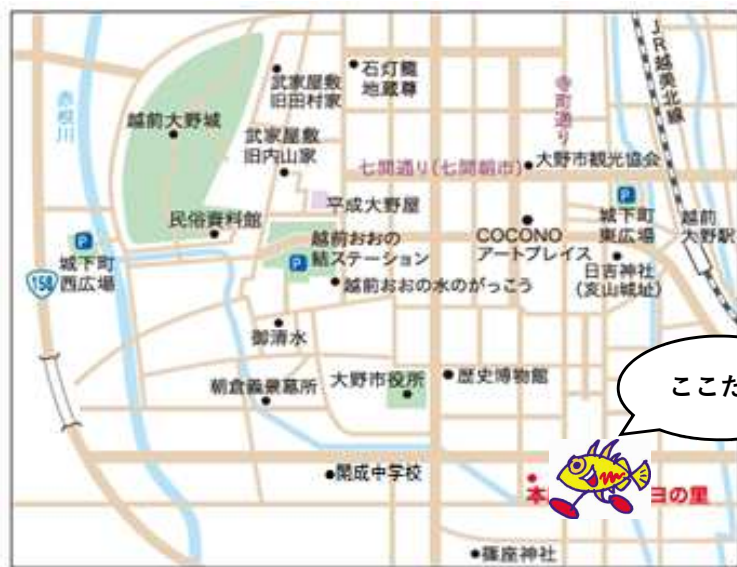 JR越美北線
赤根川
武家屋敷
旧田村家
石灯籠
地蔵尊
寺町通り
越前大野城
武家屋敷
旧内山家
七間通り(七間朝市)
大野市観光協会
平成大野屋
民俗資料館
P
城下町
東広場
越前
大野駅
P
城下町
西広場
越前おおの
結ステーション
P
COCONO
アートプレイス
日吉神社
(亥山城址)
158
越前おおの水のがっこう
御清水
朝倉義景墓所
大野市役所
歴史博物館
ここだ
開成中学校
本
ヨの里
篠座神社